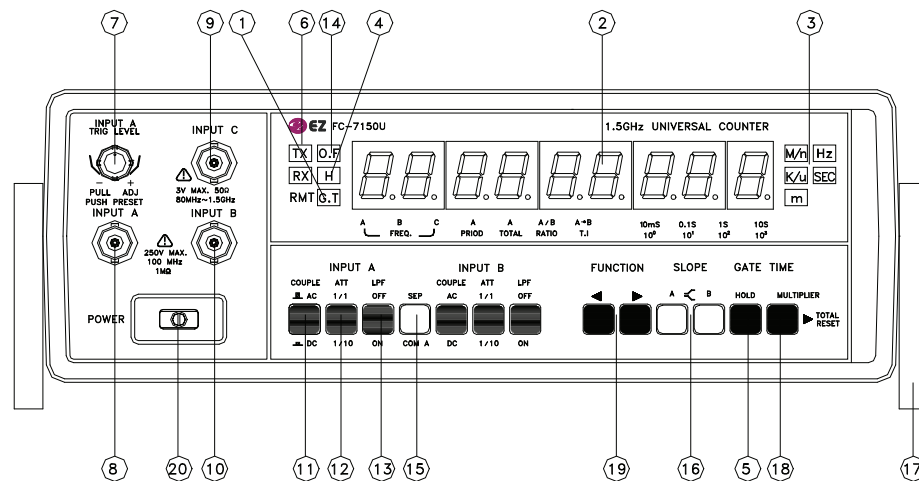 7 9 1 6 14 4 2 3
INPUT A
TRIG LEVEL
- +
PULL ADJ
PUSH PRESET
INPUT C
3V MAX. 50Ω
80MHz~1.5GHz
INPUT A
INPUT B
250V MAX.
100 MHz
1MΩ
POWER
EZ FC-7150U
1.5GHz UNIVERSAL COUNTER
TX O.F
RX H
RMT G.T
M/n Hz
K/u SEC
m
A B C A A A/B A→B 10mS 0.1S 1S 10S
FREQ. PRIOD TOTAL RATIO T.I 10⁰ 10¹ 10² 10³
INPUT A INPUT B FUNCTION SLOPE GATE TIME
COUPLE ATT LPF COUPLE ATT LPF
AC 1/1 OFF SEP AC 1/1 OFF ◀ ▶ A B HOLD MULTIPLIER
▶ TOTAL
RESET
DC 1/10 ON COM A DC 1/10 ON
8 20 10 11 12 13 15 19 16 5 18 17